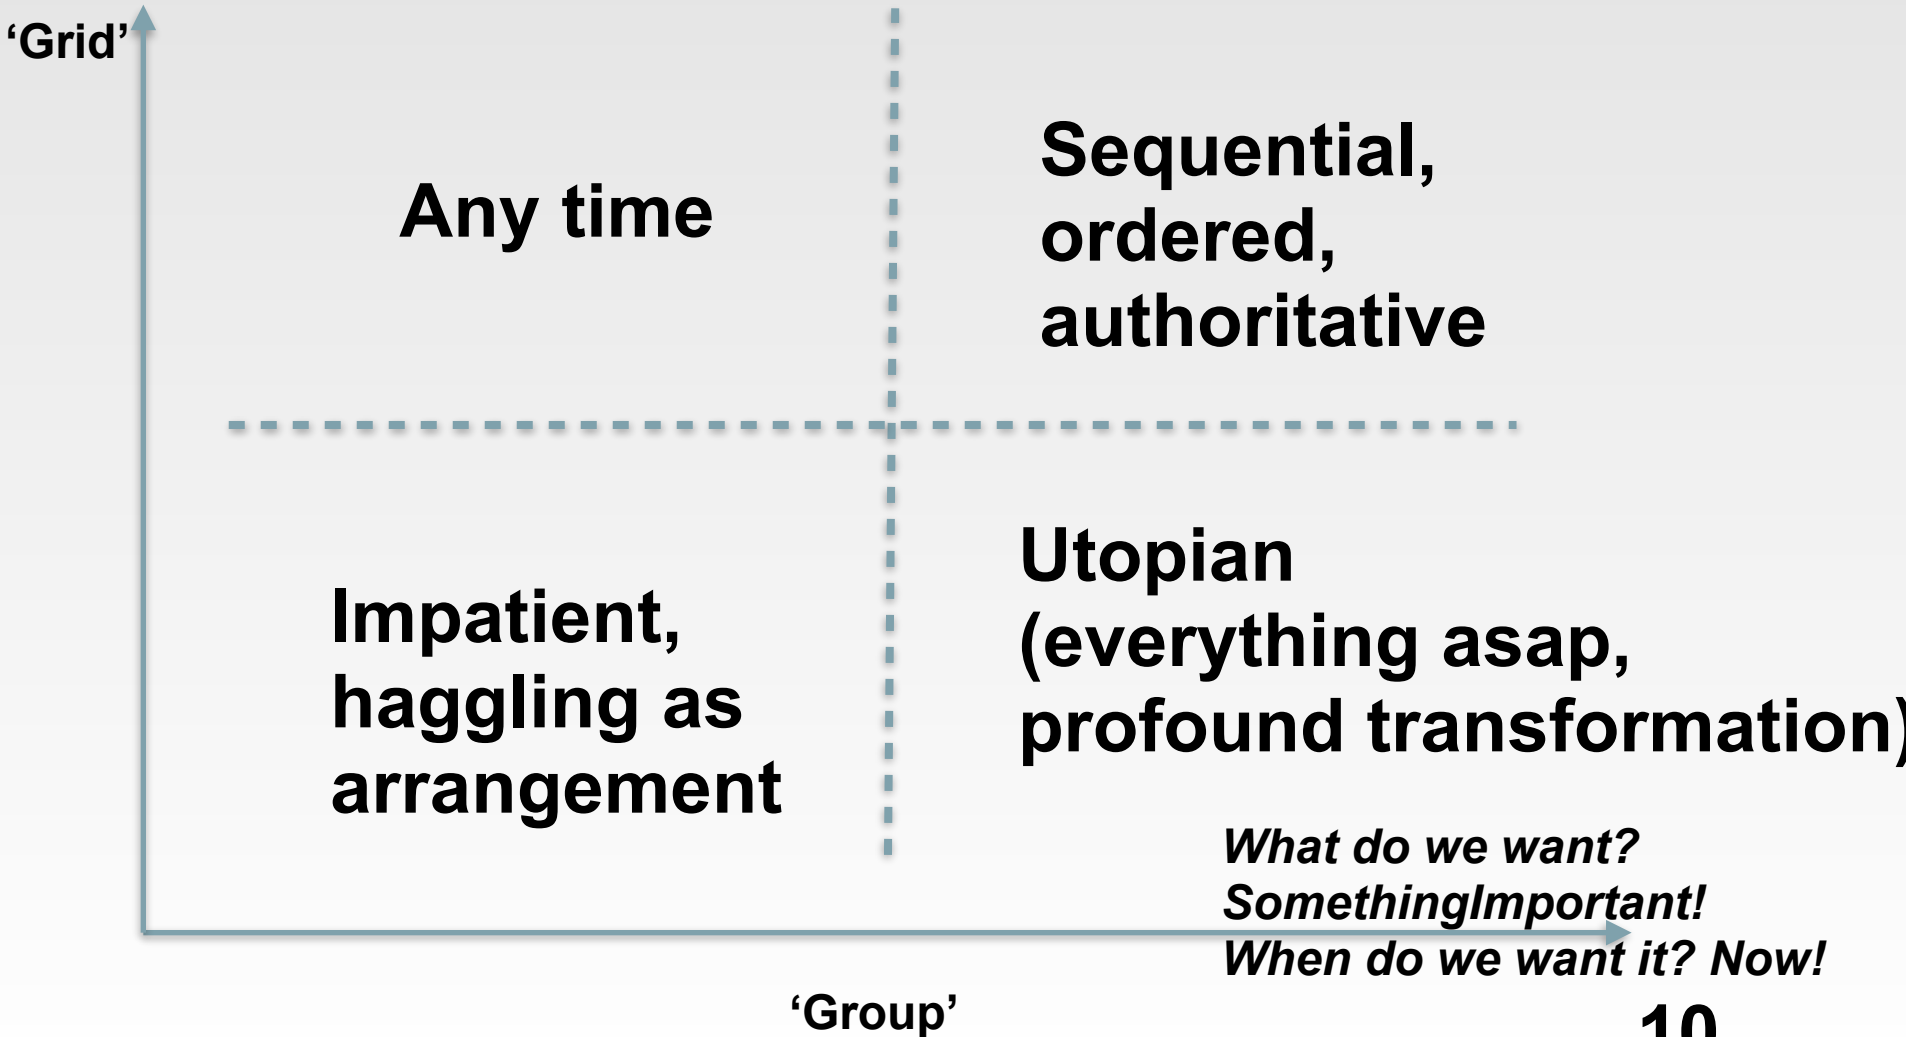 ‘Grid’
Any time
Sequential,
ordered,
authoritative
Impatient,
haggling as
arrangement
Utopian
(everything asap,
profound transformation)
What do we want?
SomethingImportant!
When do we want it? Now!
‘Group’
10